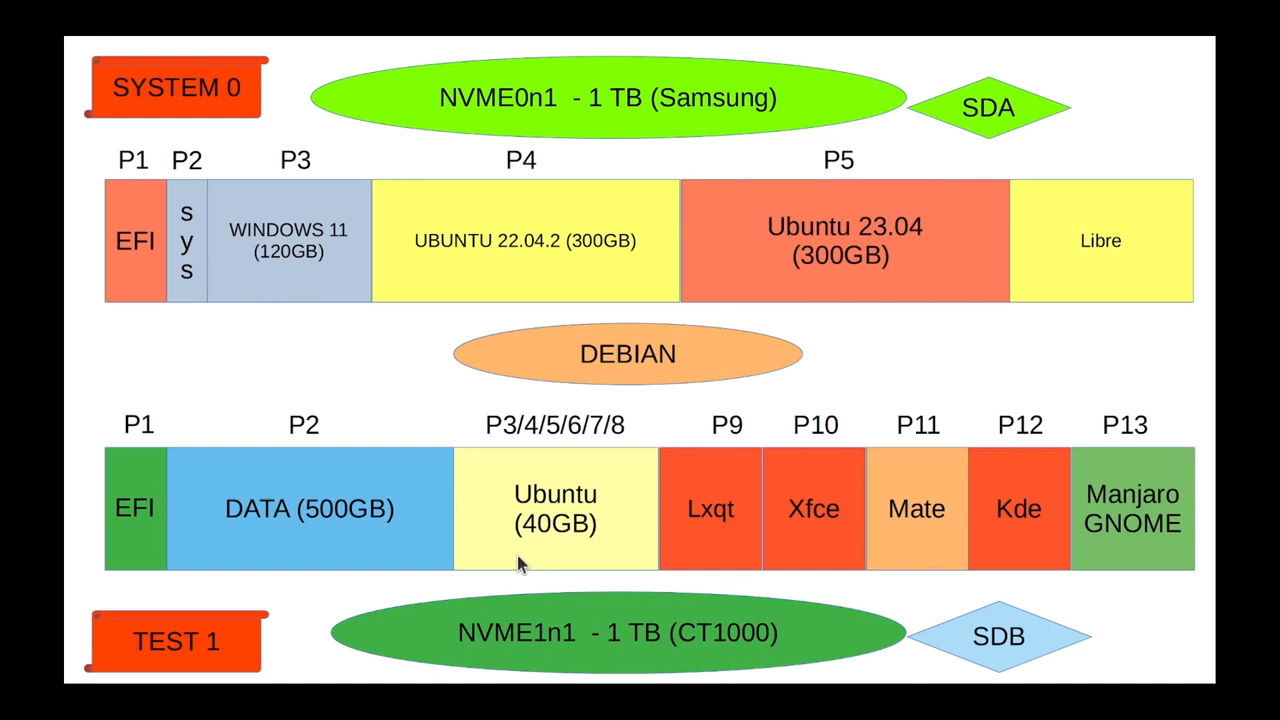 SYSTEM 0
NVME0n1 - 1 TB (Samsung)
SDA
P1
P2
P3
P4
P5
EFI
s
y
s
WINDOWS 11
(120GB)
UBUNTU 22.04.2 (300GB)
Ubuntu 23.04
(300GB)
Libre
DEBIAN
P1
P2
P3/4/5/6/7/8
P9
P10
P11
P12
P13
EFI
DATA (500GB)
Ubuntu
(40GB)
Lxqt
Xfce
Mate
Kde
Manjaro
GNOME
TEST 1
NVME1n1 - 1 TB (CT1000)
SDB